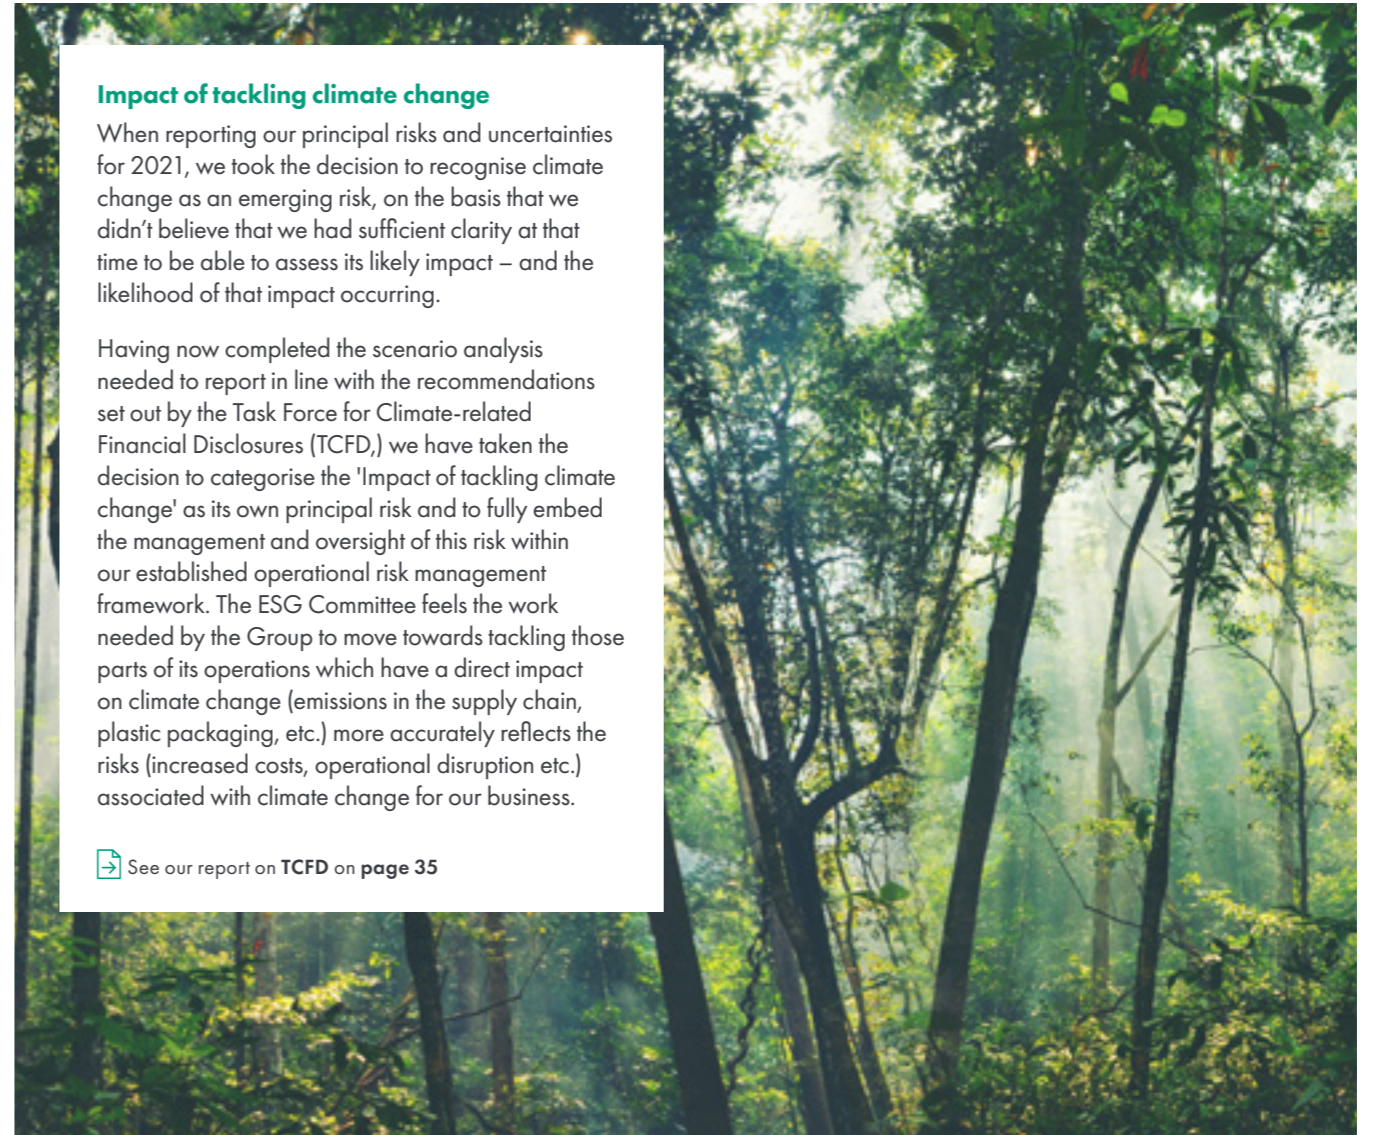 Impact of tackling climate change
When reporting our principal risks and uncertainties
for 2021, we took the decision to recognise climate
change as an emerging risk, on the basis that we
didn’t believe that we had sufficient clarity at that
time to be able to assess its likely impact – and the
likelihood of that impact occurring.
Having now completed the scenario analysis
needed to report in line with the recommendations
set out by the Task Force for Climate-related
Financial Disclosures (TCFD,) we have taken the
decision to categorise the 'Impact of tackling climate
change' as its own principal risk and to fully embed
the management and oversight of this risk within
our established operational risk management
framework. The ESG Committee feels the work
needed by the Group to move towards tackling those
parts of its operations which have a direct impact
on climate change (emissions in the supply chain,
plastic packaging, etc.) more accurately reflects the
risks (increased costs, operational disruption etc.)
associated with climate change for our business.
See our report on TCFD on page 35